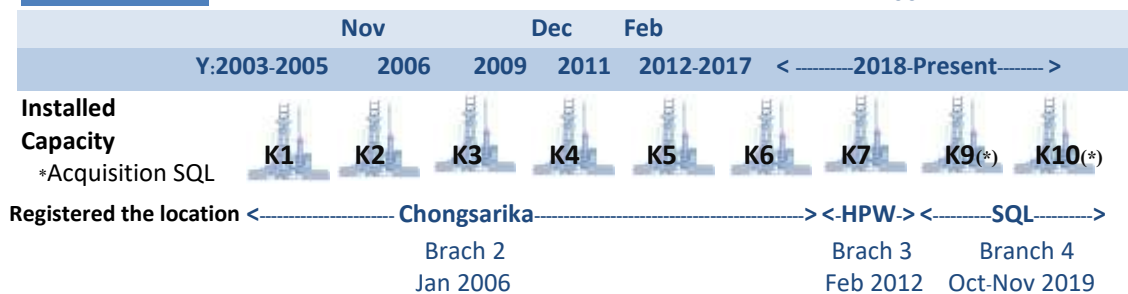 Nov Dec Feb
Y:2003-2005 2006 2009 2011 2012-2017 < ----------2018-Present-------- >
Installed
Capacity
*Acquisition SQL
K1 K2 K3 K4 K5 K6 K7 K9(*) K10(*)
Registered the location <----------------------- Chongsarika---------------------------------------------> <-HPW-> <----------SQL---------->
Brach 2 Brach 3 Branch 4
Jan 2006 Feb 2012 Oct-Nov 2019